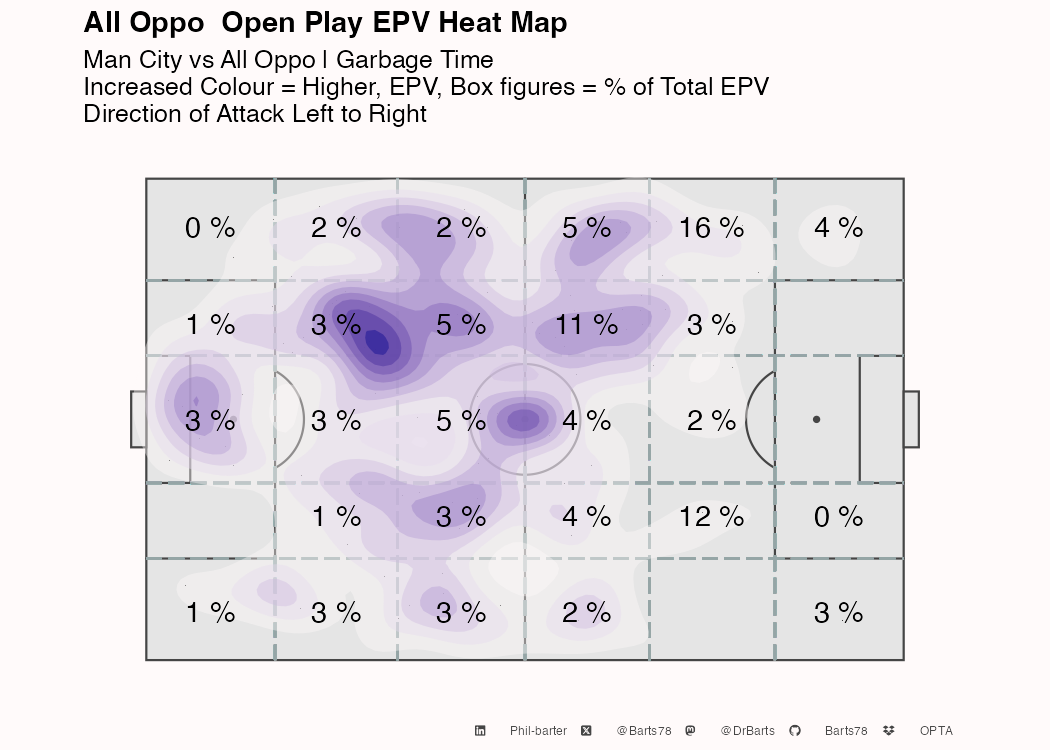 All Oppo  Open Play EPV Heat Map
Man City vs All Oppo | Garbage Time
Increased Colour = Higher, EPV, Box figures = % of Total EPV
Direction of Attack Left to Right
0 % 2 % 2 % 5 % 16 % 4 %
1 % 3 % 5 % 11 % 3 %
3 % 3 % 5 % 4 % 2 %
1 % 3 % 4 % 12 % 0 %
1 % 3 % 3 % 2 % 3 %
Phil-barter @Barts78 @DrBarts Barts78 OPTA